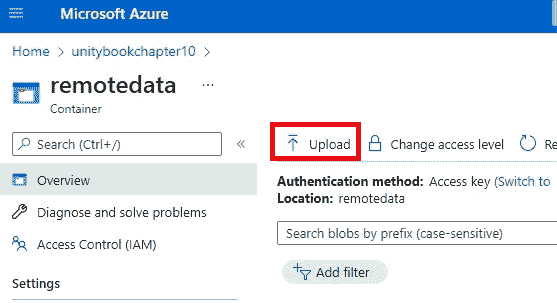 Microsoft Azure
Home > unitybookchapter10 >
remotedata ...
Container
Search (Ctrl+/) «
Upload Change access level Re
Overview
Authentication method: Access key (Switch to
Location: remotedata
Diagnose and solve problems
Search blobs by prefix (case-sensitive)
Access Control (IAM)
Add filter
Settings